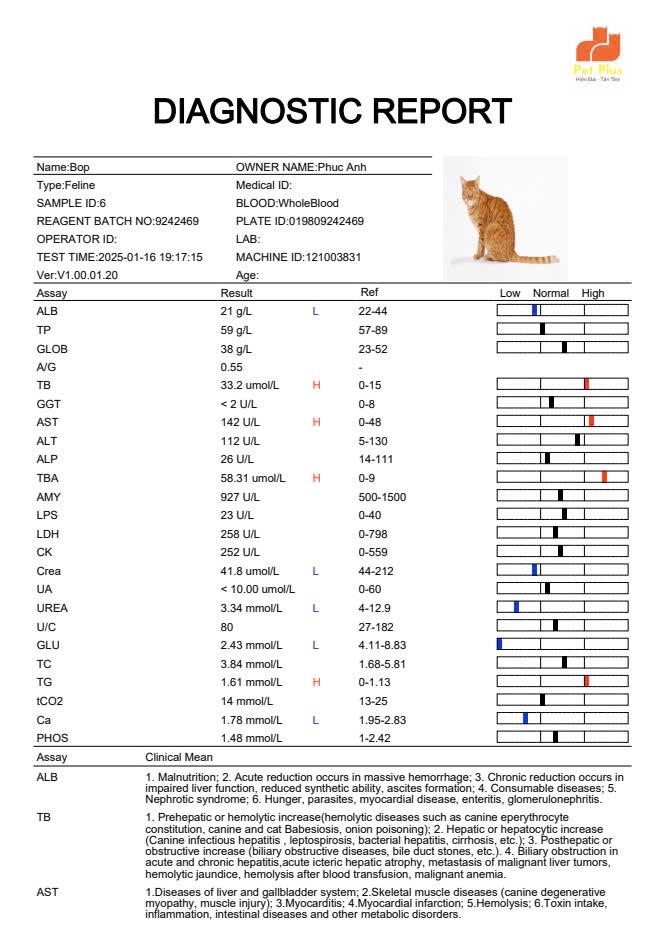 Pet Plus
Hiện Đại - Tận Tâm
DIAGNOSTIC REPORT
Name:Bop OWNER NAME:Phuc Anh
Type:Feline Medical ID:
SAMPLE ID:6 BLOOD:WholeBlood
REAGENT BATCH NO:9242469 PLATE ID:019809242469
OPERATOR ID: LAB:
TEST TIME:2025-01-16 19:17:15 MACHINE ID:121003831
Ver:V1.00.01.20 Age:
Assay Result Ref Low Normal High
ALB 21 g/L L 22-44
TP 59 g/L 57-89
GLOB 38 g/L 23-52
A/G 0.55 -
TB 33.2 umol/L H 0-15
GGT < 2 U/L 0-8
AST 142 U/L H 0-48
ALT 112 U/L 5-130
ALP 26 U/L 14-111
TBA 58.31 umol/L H 0-9
AMY 927 U/L 500-1500
LPS 23 U/L 0-40
LDH 258 U/L 0-798
CK 252 U/L 0-559
Crea 41.8 umol/L L 44-212
UA < 10.00 umol/L 0-60
UREA 3.34 mmol/L L 4-12.9
U/C 80 27-182
GLU 2.43 mmol/L L 4.11-8.83
TC 3.84 mmol/L 1.68-5.81
TG 1.61 mmol/L H 0-1.13
tCO2 14 mmol/L 13-25
Ca 1.78 mmol/L L 1.95-2.83
PHOS 1.48 mmol/L 1-2.42
Assay Clinical Mean
ALB 1. Malnutrition; 2. Acute reduction occurs in massive hemorrhage; 3. Chronic reduction occurs in
impaired liver function, reduced synthetic ability, ascites formation; 4. Consumable diseases; 5.
Nephrotic syndrome; 6. Hunger, parasites, myocardial disease, enteritis, glomerulonephritis.
TB 1. Prehepatic or hemolytic increase(hemolytic diseases such as canine eperythrocyte
constitution, canine and cat Babesiosis, onion poisoning); 2. Hepatic or hepatocytic increase
(Canine infectious hepatitis , leptospirosis, bacterial hepatitis, cirrhosis, etc.); 3. Posthepatic or
obstructive increase (biliary obstructive diseases, bile duct stones, etc.). 4. Biliary obstruction in
acute and chronic hepatitis,acute icteric hepatic atrophy, metastasis of malignant liver tumors,
hemolytic jaundice, hemolysis after blood transfusion, malignant anemia.
AST 1.Diseases of liver and gallbladder system; 2.Skeletal muscle diseases (canine degenerative
myopathy, muscle injury); 3.Myocarditis; 4.Myocardial infarction; 5.Hemolysis; 6.Toxin intake,
inflammation, intestinal diseases and other metabolic disorders.